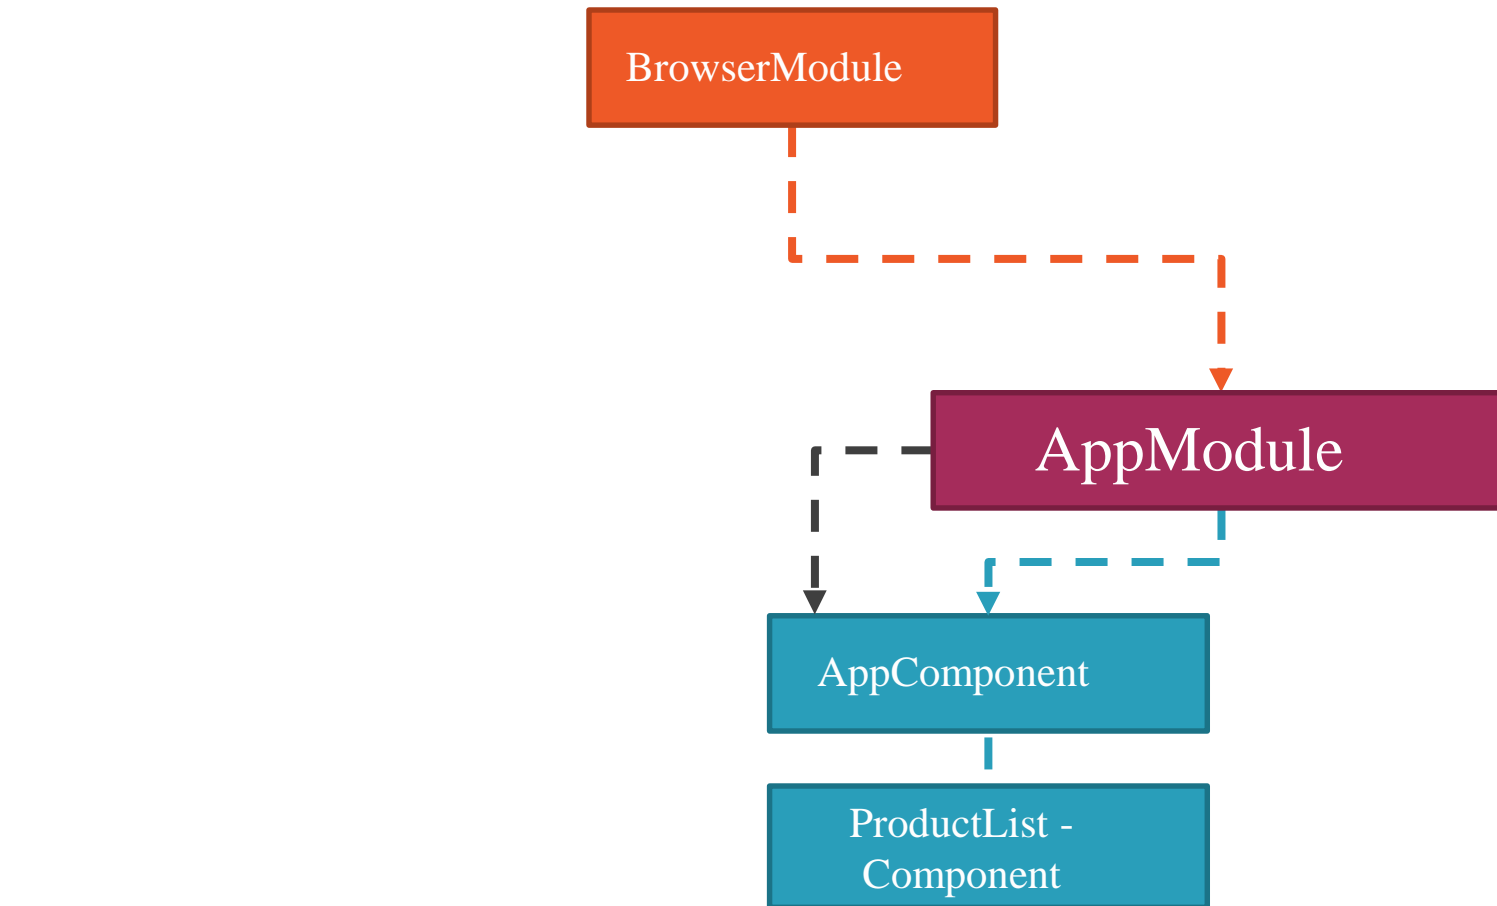 BrowserModule
AppModule
AppComponent
ProductList -
Component